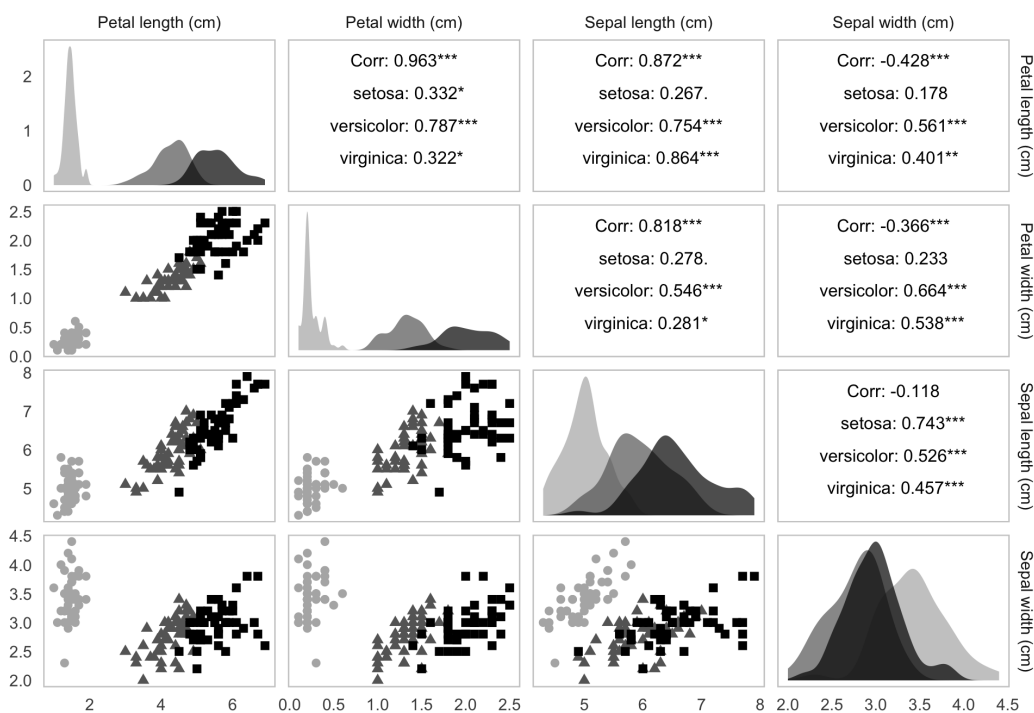 Petal length (cm) Petal width (cm) Sepal length (cm) Sepal width (cm)
2
1
0
Corr: 0.963***
setosa: 0.332*
versicolor: 0.787***
virginica: 0.322*
Corr: 0.872***
setosa: 0.267.
versicolor: 0.754***
virginica: 0.864***
Corr: -0.428***
setosa: 0.178
versicolor: 0.561***
virginica: 0.401**
Petal length (cm)
2.5
2.0
1.5
1.0
0.5
0.0
Corr: 0.818***
setosa: 0.278.
versicolor: 0.546***
virginica: 0.281*
Corr: -0.366***
setosa: 0.233
versicolor: 0.664***
virginica: 0.538***
Petal width (cm)
8
7
6
5
Corr: -0.118
setosa: 0.743***
versicolor: 0.526***
virginica: 0.457***
Sepal length (cm)
4.5
4.0
3.5
3.0
2.5
2.0
Sepal width (cm)
2 4 6 0.0 0.5 1.0 1.5 2.0 2.5 5 6 7 8 2.0 2.5 3.0 3.5 4.0 4.5